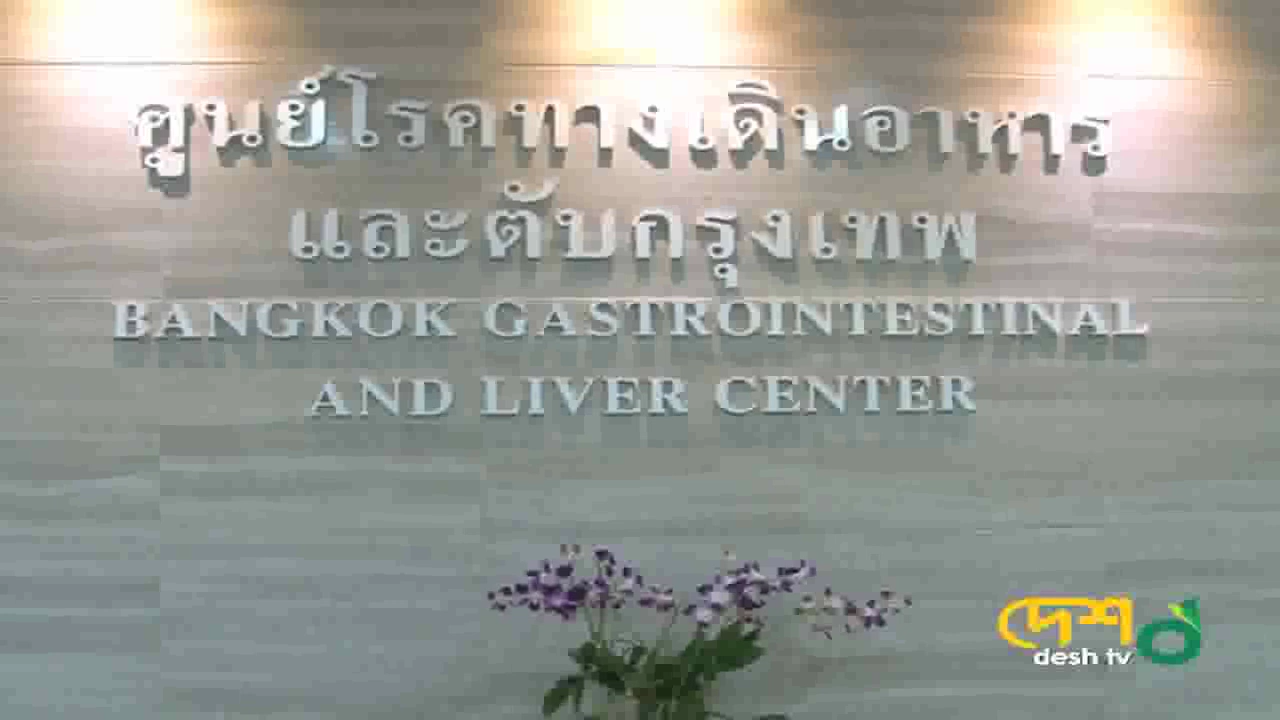 ศูนย์โรคทางเดินอาหาร
และตับกรุงเทพ
BANGKOK GASTROINTESTINAL
AND LIVER CENTER
দেশ
desh tv